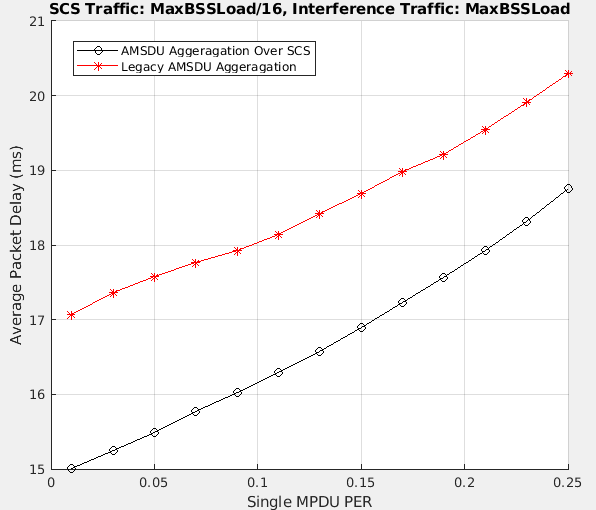 SCS Traffic: MaxBSSLoad/16, Interference Traffic: MaxBSSLoad
AMSDU Aggeragation Over SCS
Legacy AMSDU Aggeragation
Average Packet Delay (ms)
21
20
19
18
17
16
15
0
0.05
0.1
0.15
0.2
0.25
Single MPDU PER